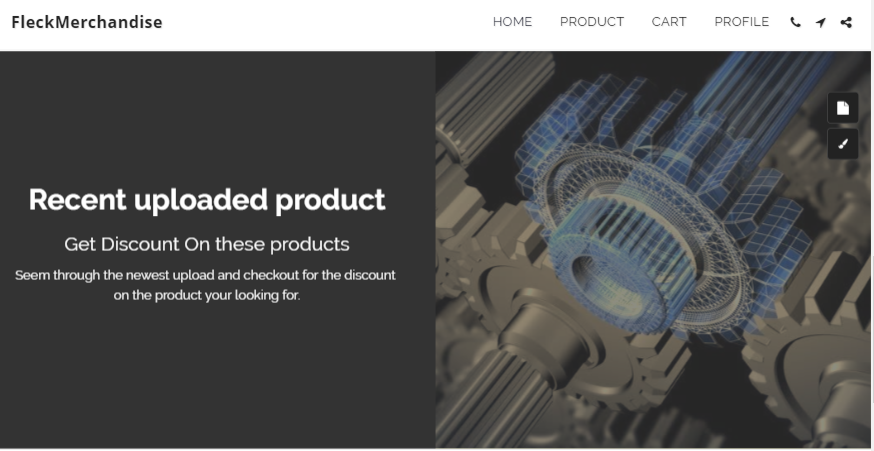 FleckMerchandise
HOME PRODUCT CART PROFILE
Recent uploaded product
Get Discount On these products
Seem through the newest upload and checkout for the discount
on the product your looking for.